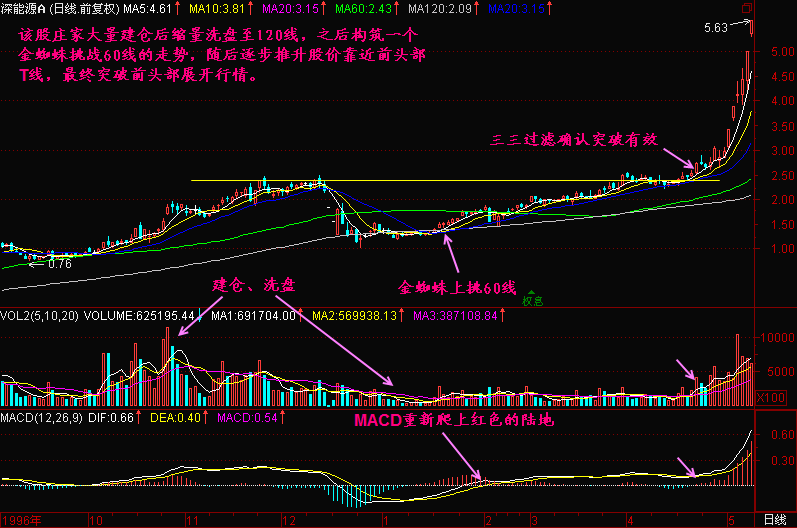 深能源A (日线.前复权) MA5:4.61↑ MA10:3.81↑ MA20:3.15↑ MA60:2.43↑ MA120:2.09↑ MA20:3.15↑
该股庄家大量建仓后缩量洗盘至120线，之后构筑一个
金蜘蛛挑战60线的走势，随后逐步推升股价靠近前头部
T线，最终突破前头部展开行情。
5.63
5.00
4.50
4.00
3.50
三三过滤确认突破有效
3.00
2.50
2.00
1.50
1.00
0.76
建仓、洗盘
金蜘蛛上挑60线
权息
VOL2(5,10,20) VOLUME:625195.44↓ MA1:691704.00↑ MA2:569938.13↑ MA3:387108.84↑
10000
5000
X100
MACD(12,26,9) DIF:0.66↑ DEA:0.40↑ MACD:0.54↑
MACD重新爬上红色的陆地
0.60
0.30
1996年 10 11 12 1 2 3 4 5 日线